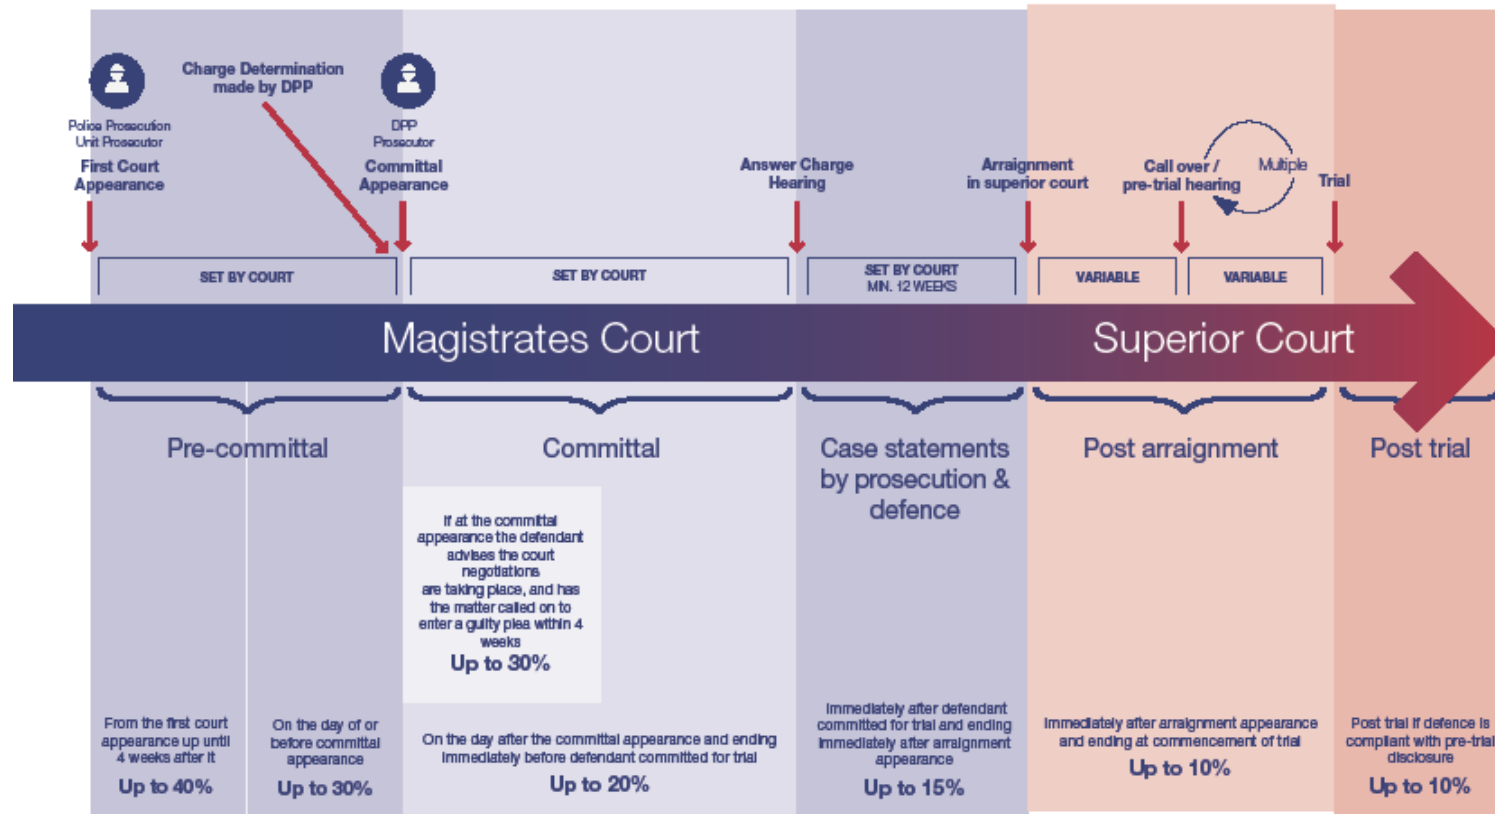 Charge Determination
made by DPP
Police Prosecution
Unit Prosecutor
First Court
Appearance
DPP
Prosecutor
Committal
Appearance
Answer Charge
Hearing
Arraignment
in superior court
Call over /
pre-trial hearing
Multiple
Trial
SET BY COURT
SET BY COURT
SET BY COURT
MIN. 12 WEEKS
VARIABLE
VARIABLE
Magistrates Court
Superior Court
Pre-committal
Committal
Case statements
by prosecution &
defence
Post arraignment
Post trial
If at the committal
appearance the defendant
advises the court
negotiations
are taking place, and has
the matter called on to
enter a guilty plea within 4
weeks
Up to 30%
From the first court
appearance up until
4 weeks after it
Up to 40%
On the day of or
before committal
appearance
Up to 30%
On the day after the committal appearance and ending
immediately before defendant committed for trial
Up to 20%
Immediately after defendant
committed for trial and ending
immediately after arraignment
appearance
Up to 15%
Immediately after arraignment appearance
and ending at commencement of trial
Up to 10%
Post trial if defence is
compliant with pre-trial
disclosure
Up to 10%